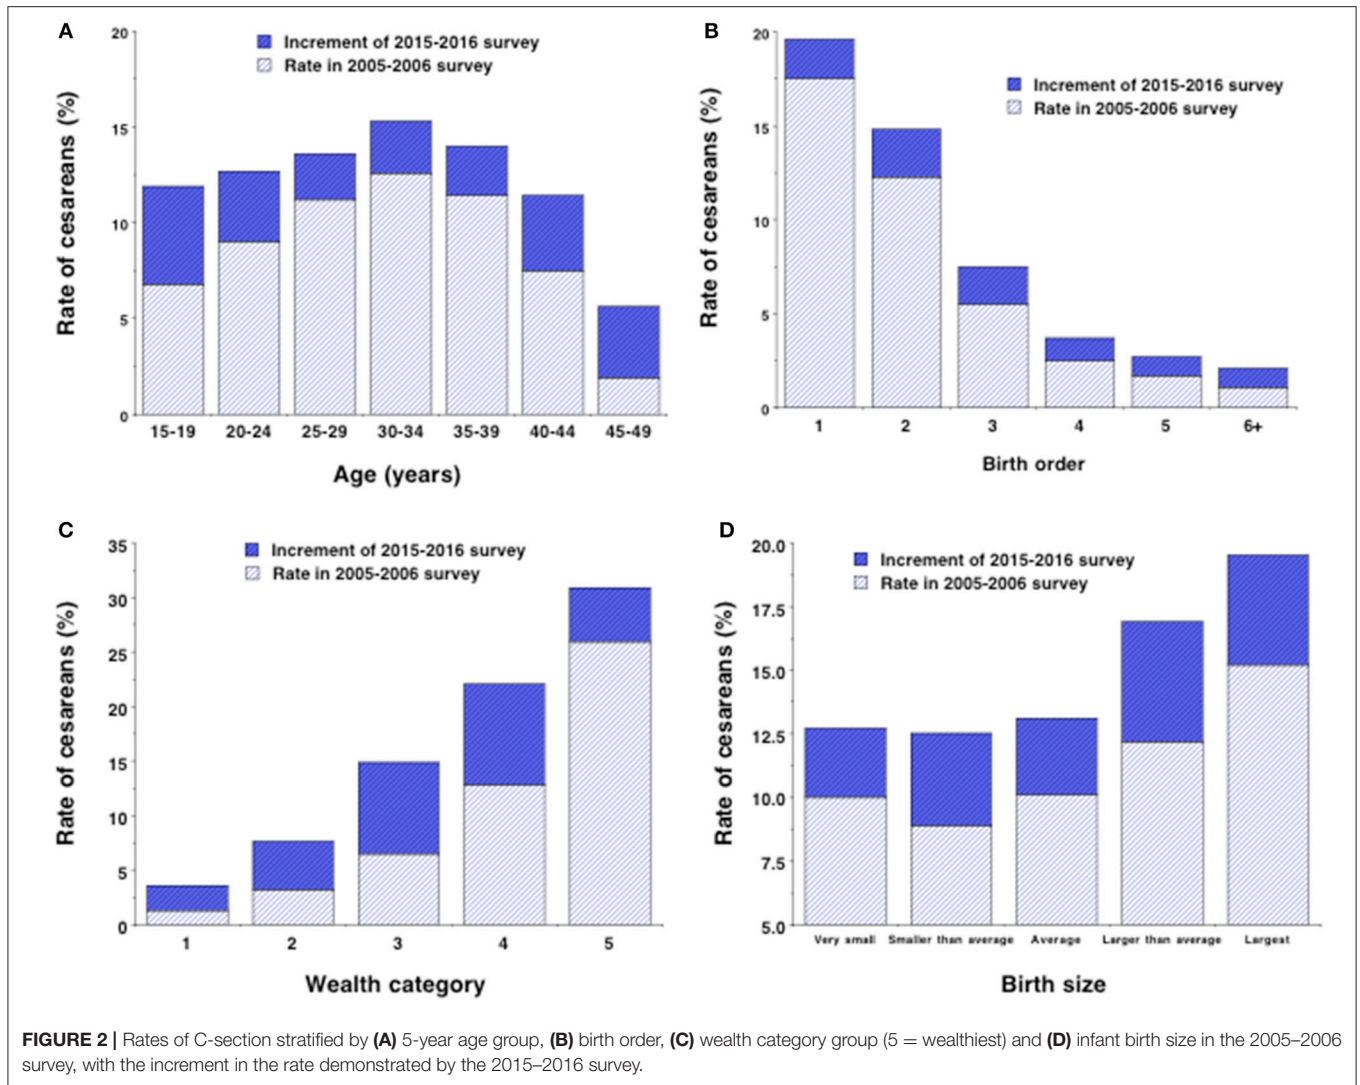 A
20
15
10
5
0
Rate of cesareans (%)
Increment of 2015-2016 survey
Rate in 2005-2006 survey
15-19 20-24 25-29 30-34 35-39 40-44 45-49
Age (years)
B
20
15
10
5
0
Rate of cesareans (%)
Increment of 2015-2016 survey
Rate in 2005-2006 survey
1 2 3 4 5 6+
Birth order
C
35
30
25
20
15
10
5
0
Rate of cesareans (%)
Increment of 2015-2016 survey
Rate in 2005-2006 survey
1 2 3 4 5
Wealth category
D
20.0
17.5
15.0
12.5
10.0
7.5
5.0
Rate of cesareans (%)
Increment of 2015-2016 survey
Rate in 2005-2006 survey
Very small Smaller than average Average Larger than average Largest
Birth size
FIGURE 2 | Rates of C-section stratified by (A) 5-year age group, (B) birth order, (C) wealth category group (5 = wealthiest) and (D) infant birth size in the 2005–2006
survey, with the increment in the rate demonstrated by the 2015–2016 survey.